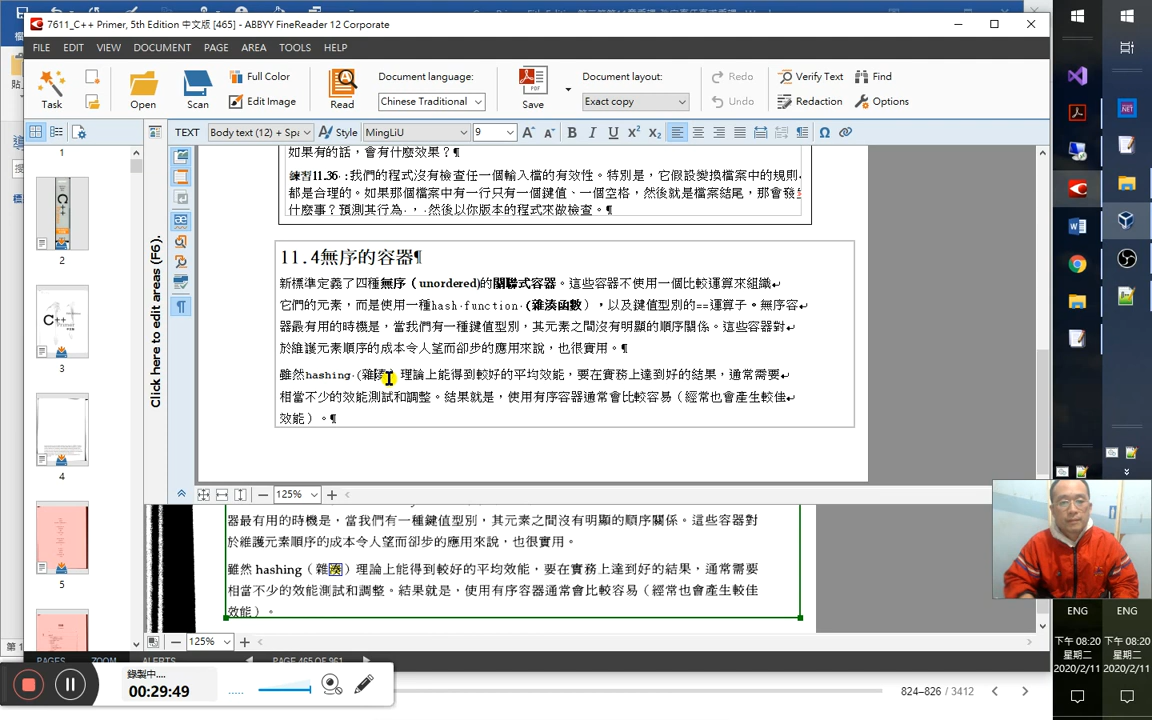 7611_C++ Primer, 5th Edition 中文版 [465] - ABBYY FineReader 12 Corporate
FILE EDIT VIEW DOCUMENT PAGE AREA TOOLS HELP
Task
Open
Scan
Full Color
Edit Image
Read
Document language:
Chinese Traditional
Save
Document layout:
Exact copy
Redo
Undo
Verify Text
Redaction
Find
Options
TEXT Body text (12) + Spa Style MingLiU 9 B I U
1
2
3
4
5
Click here to edit areas (F6).
如果有的話，會有什麼效果？¶
練習11.36·:我們的程式沒有檢查任一個輸入檔的有效性。特別是，它假設變換檔案中的規則
都是合理的。如果那個檔案中有一行只有一個鍵值、一個空格，然後就是檔案結尾，那會發
什麼事？預測其行為·，·然後以你版本的程式來做檢查。¶
11.4無序的容器¶
新標準定義了四種無序（unordered)的關聯式容器。這些容器不使用一個比較運算來組織
它們的元素，而是使用一種hash·function·(雜湊函數），以及鍵值型別的==運算子。無序容
器最有用的時機是，當我們有一種鍵值型別，其元素之間沒有明顯的順序關係。這些容器對
於維護元素順序的成本令人望而卻步的應用來說，也很實用。¶
雖然hashing·(雜湊）理論上能得到較好的平均效能，要在實務上達到好的結果，通常需要
相當不少的效能測試和調整。結果就是，使用有序容器通常會比較容易（經常也會產生較佳
效能）。¶
125%
器最有用的時機是，當我們有一種鍵值型別，其元素之間沒有明顯的順序關係。這些容器對
於維護元素順序的成本令人望而卻步的應用來說，也很實用。
雖然 hashing（雜湊）理論上能得到較好的平均效能，要在實務上達到好的結果，通常需要
相當不少的效能測試和調整。結果就是，使用有序容器通常會比較容易（經常也會產生較佳
效能）。
125%
PAGES ZOOM ALERTS PAGE 465 OF 961
錄製中....
00:29:49
824–826 / 3412
ENG ENG
下午 08:20 下午 08:20
星期二 星期二
2020/2/11 2020/2/11